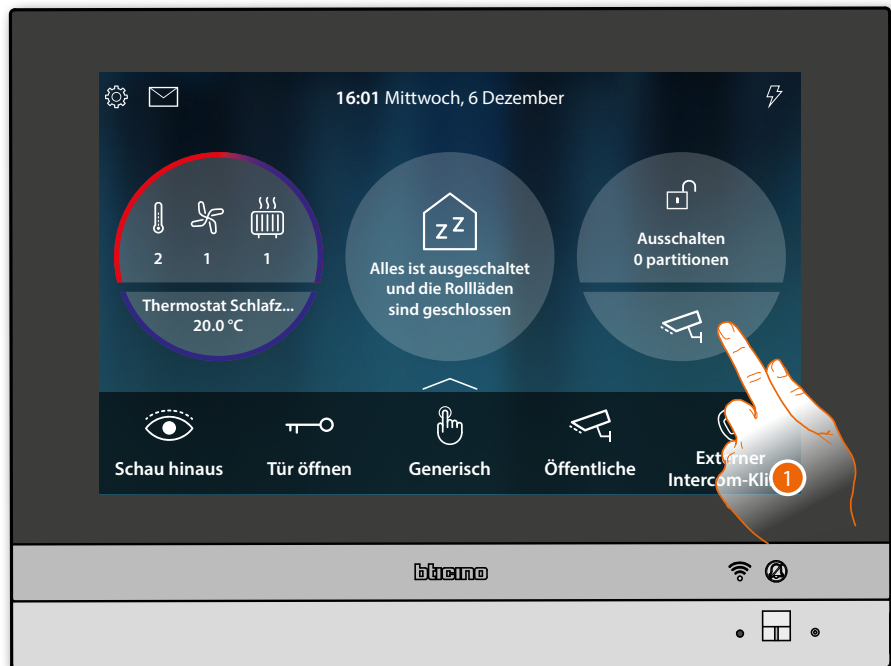 16:01 Mittwoch, 6 Dezember
2 1 1
Thermostat Schlafz...
20.0 °C
zZ
Alles ist ausgeschaltet
und die Rollläden
sind geschlossen
Ausschalten
0 partitionen
Schau hinaus
Tür öffnen
Generisch
Öffentliche
Externer
Intercom-Kli
1
bticino